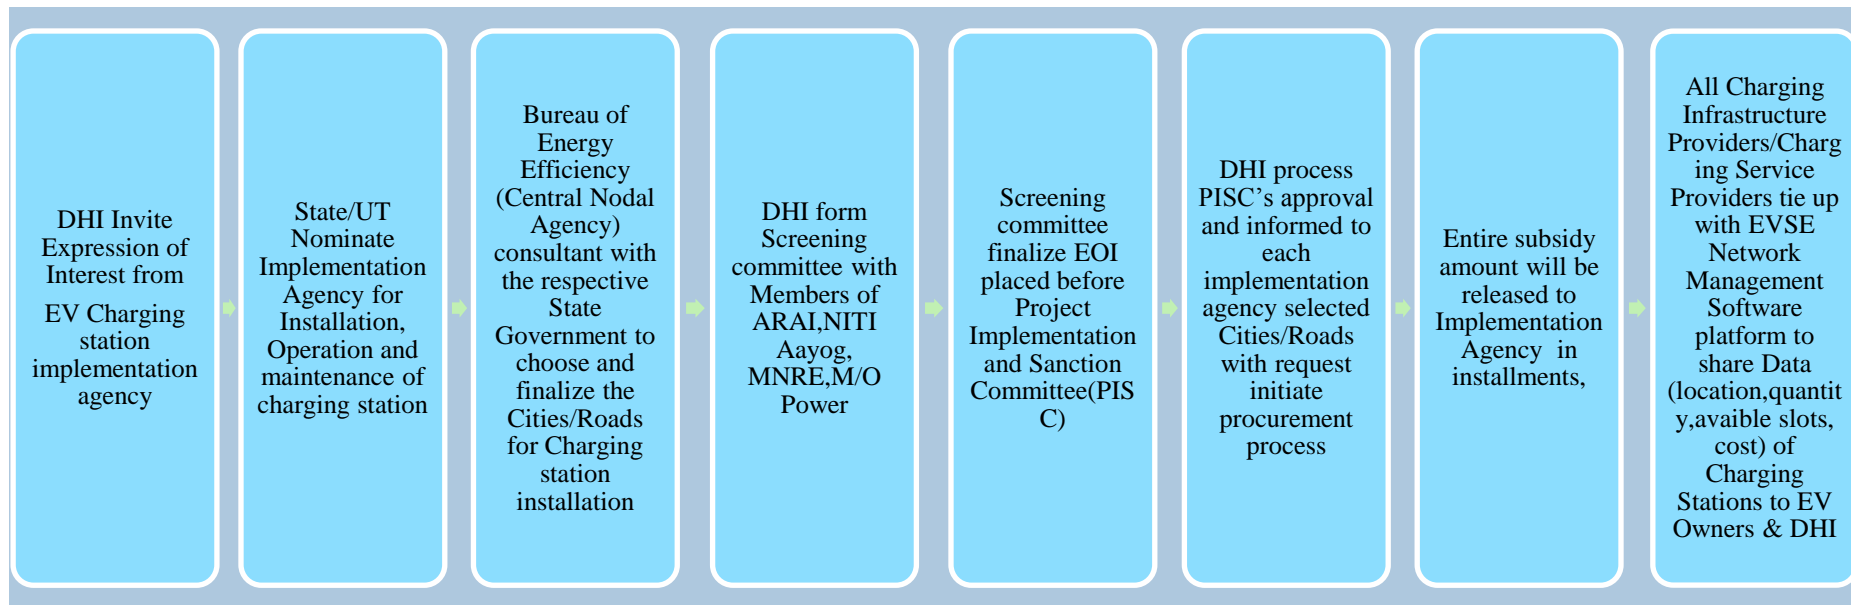 DHI Invite
Expression of
Interest from
EV Charging
station
implementation
agency
State/UT
Nominate
Implementation
Agency for
Installation,
Operation and
maintenance of
charging station
Bureau of
Energy
Efficiency
(Central Nodal
Agency)
consultant with
the respective
State
Government to
choose and
finalize the
Cities/Roads
for Charging
station
installation
DHI form
Screening
committee with
Members of
ARAI,NITI
Aayog,
MNRE,M/O
Power
Screening
committee
finalize EOI
placed before
Project
Implementation
and Sanction
Committee(PIS
C)
DHI process
PISC’s approval
and informed to
each
implementation
agency selected
Cities/Roads
with request
initiate
procurement
process
Entire subsidy
amount will be
released to
Implementation
Agency in
installments,
All Charging
Infrastructure
Providers/Charg
ing Service
Providers tie up
with EVSE
Network
Management
Software
platform to
share Data
(location,quantit
y,avaible slots,
cost) of
Charging
Stations to EV
Owners & DHI